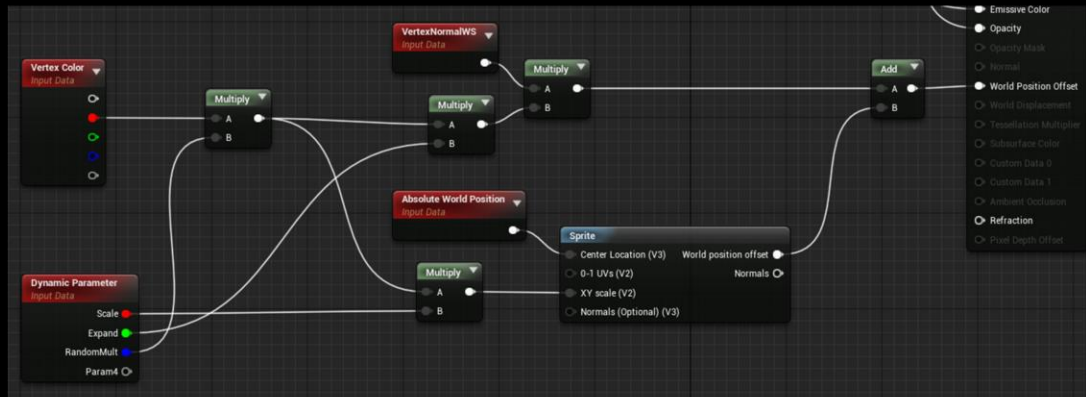 Vertex Color
Input Data
Multiply
A
B
VertexNormalWS
Input Data
Multiply
A
B
Multiply
A
B
Add
A
B
Emissive Color
Opacity
Opacity Mask
Normal
World Position Offset
World Displacement
Tessellation Multiplier
Subsurface Color
Custom Data 0
Custom Data 1
Ambient Occlusion
Refraction
Pixel Depth Offset
Absolute World Position
Input Data
Sprite
Center Location (V3) World position offset
0-1 UVs (V2) Normals
XY scale (V2)
Normals (Optional) (V3)
Multiply
A
B
Dynamic Parameter
Input Data
Scale
Expand
RandomMult
Param4